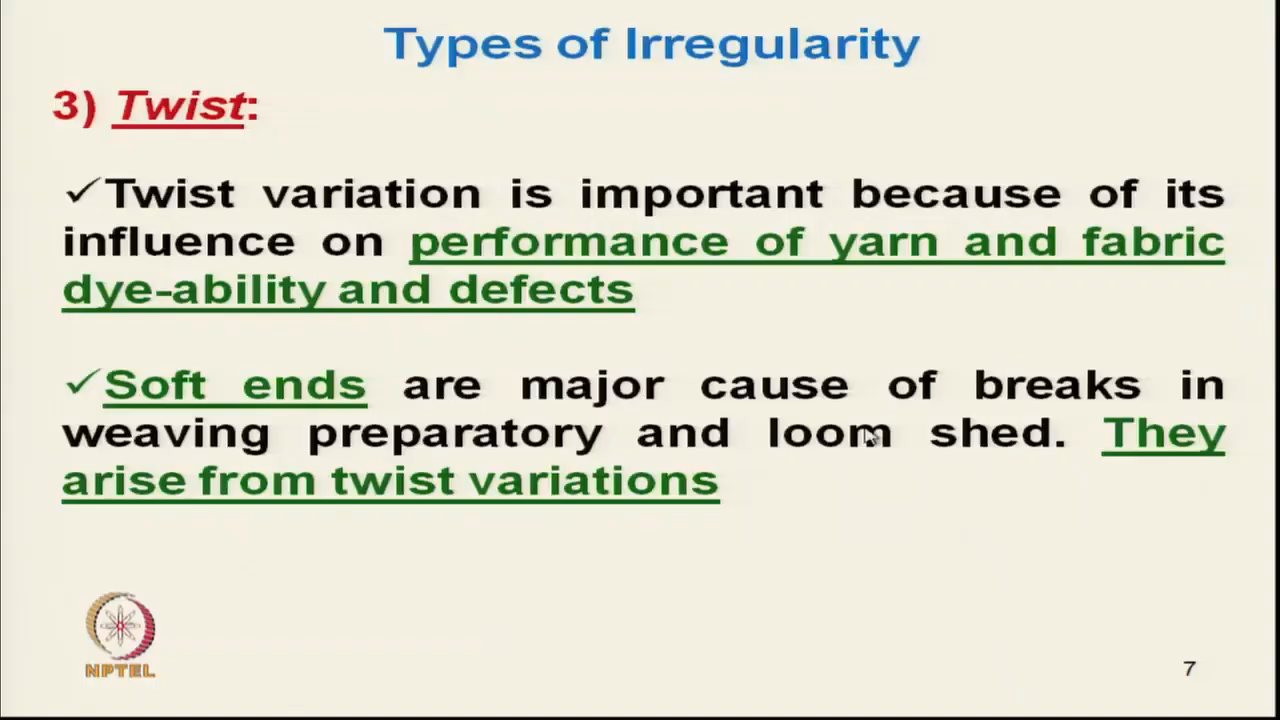 Types of Irregularity
3) Twist:
✓Twist variation is important because of its
influence on performance of yarn and fabric
dye-ability and defects
✓Soft ends are major cause of breaks in
weaving preparatory and loom shed. They
arise from twist variations
NPTEL
7